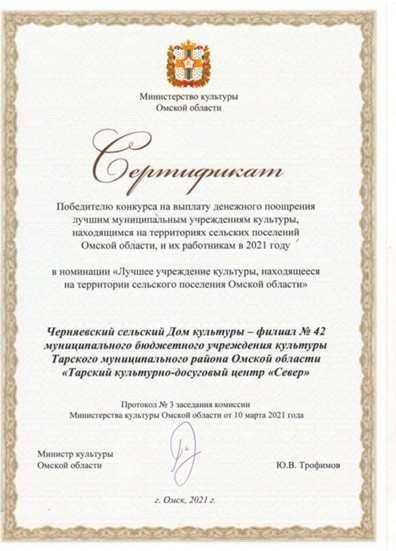 Министерство культуры
Омской области
Сертификат
Победителю конкурса на выплату денежного поощрения
лучшим муниципальным учреждениям культуры,
находящимся на территориях сельских поселений
Омской области, и их работникам в 2021 году
в номинации «Лучшее учреждение культуры, находящееся
на территории сельского поселения Омской области»
Черняевский сельский Дом культуры – филиал № 42
муниципального бюджетного учреждения культуры
Тарского муниципального района Омской области
«Тарский культурно-досуговый центр «Север»
Протокол № 3 заседания комиссии
Министерства культуры Омской области от 10 марта 2021 года
Министр культуры
Омской области
Ю.В. Трофимов
г. Омск, 2021 г.